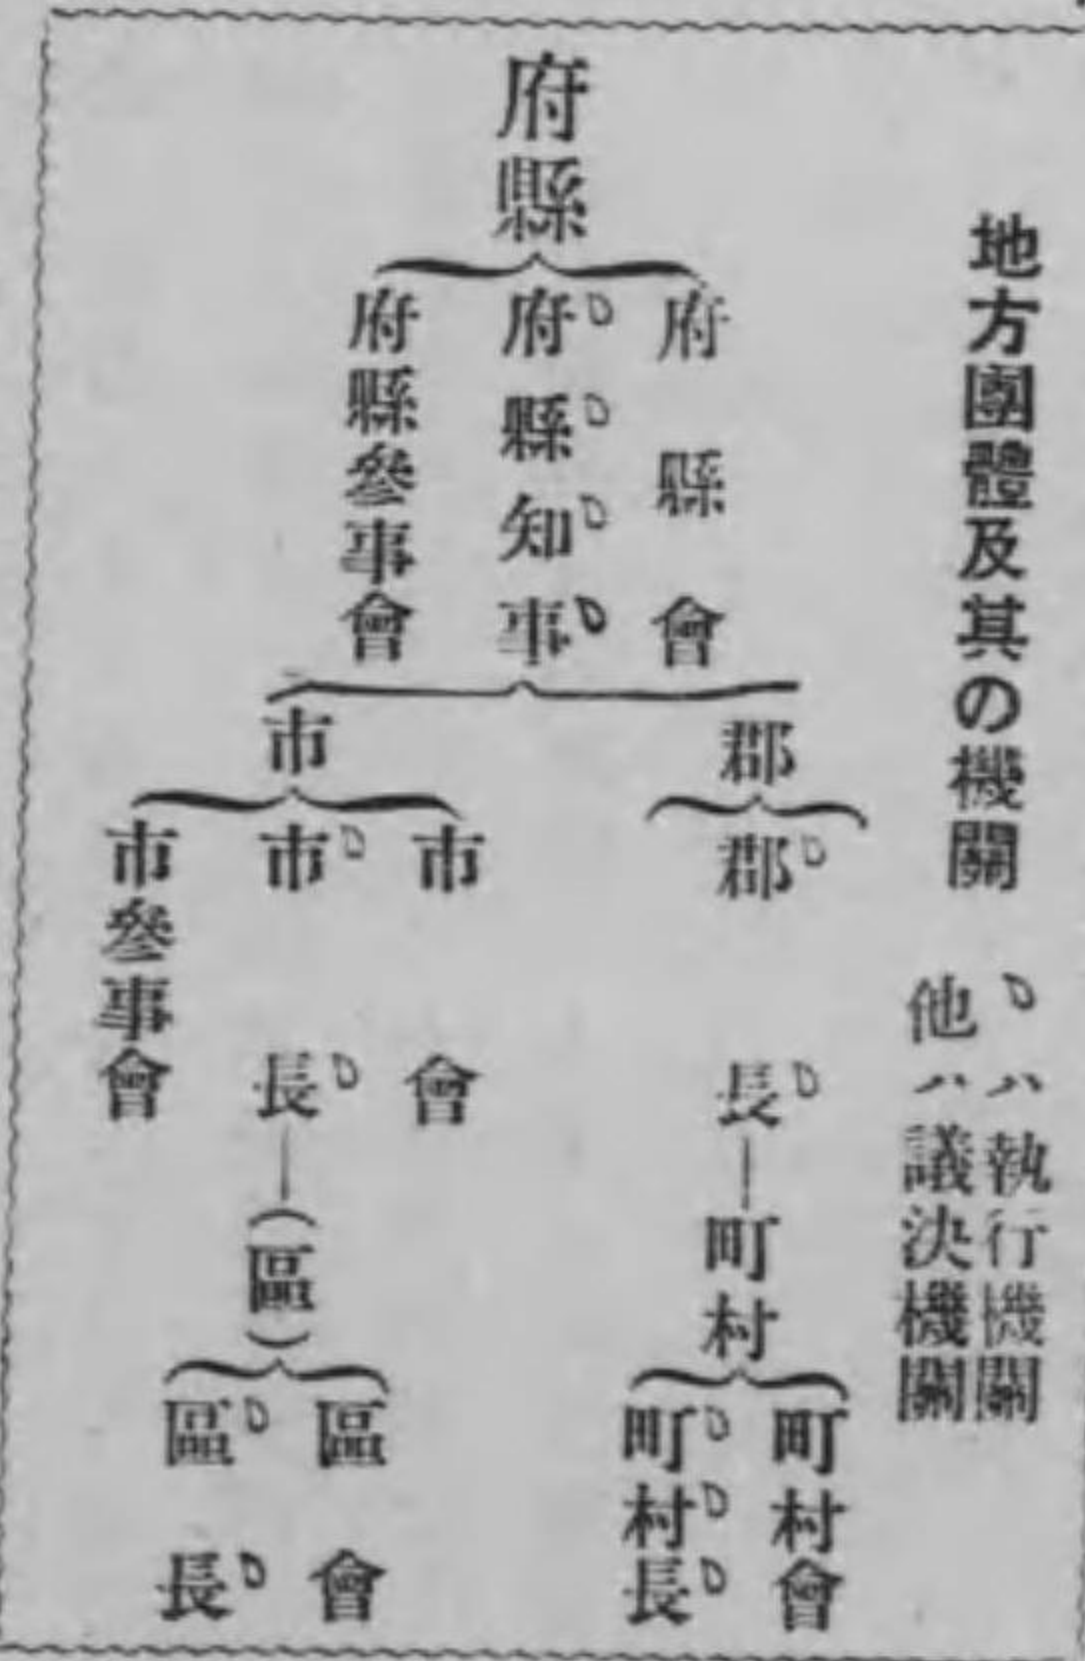 地方團體及其の機關
﹅ハ執行機關
他ハ議決機關
府縣
府縣會
府﹅縣﹅知﹅事﹅
府縣參事會
郡
郡﹅長﹅―町村
町村會
町﹅村﹅長﹅
市
市會
市﹅長﹅―(區)
市參事會
區會
區﹅長﹅